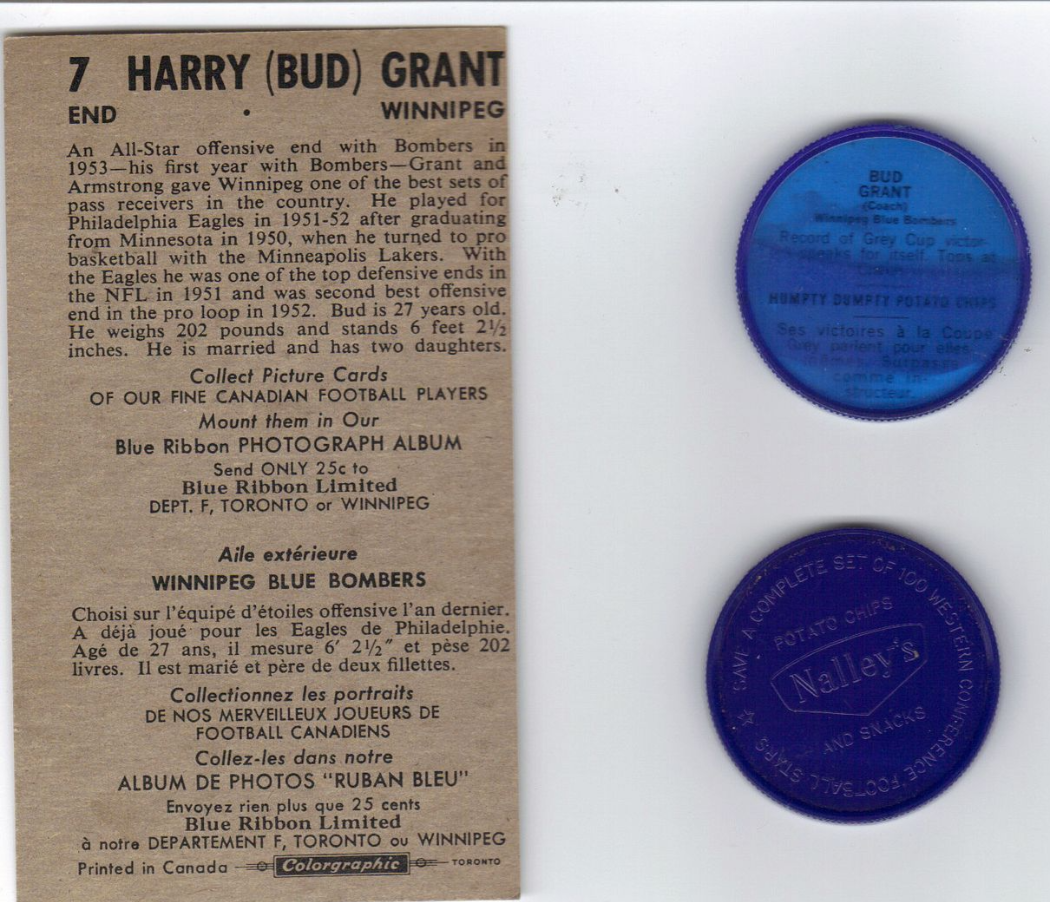 7 HARRY (BUD) GRANT
END • WINNIPEG
An All-Star offensive end with Bombers in
1953—his first year with Bombers—Grant and
Armstrong gave Winnipeg one of the best sets of
pass receivers in the country. He played for
Philadelphia Eagles in 1951-52 after graduating
from Minnesota in 1950, when he turned to pro
basketball with the Minneapolis Lakers. With
the Eagles he was one of the top defensive ends in
the NFL in 1951 and was second best offensive
end in the pro loop in 1952. Bud is 27 years old.
He weighs 202 pounds and stands 6 feet 2½
inches. He is married and has two daughters.
Collect Picture Cards
OF OUR FINE CANADIAN FOOTBALL PLAYERS
Mount them in Our
Blue Ribbon PHOTOGRAPH ALBUM
Send ONLY 25c to
Blue Ribbon Limited
DEPT. F, TORONTO or WINNIPEG
Aile extérieure
WINNIPEG BLUE BOMBERS
Choisi sur l'équipé d'étoiles offensive l'an dernier.
A déjà joué pour les Eagles de Philadelphie.
Agé de 27 ans, il mesure 6′ 2½″ et pèse 202
livres. Il est marié et père de deux fillettes.
Collectionnez les portraits
DE NOS MERVEILLEUX JOUEURS DE
FOOTBALL CANADIENS
Collez-les dans notre
ALBUM DE PHOTOS "RUBAN BLEU"
Envoyez rien plus que 25 cents
Blue Ribbon Limited
à notre DEPARTEMENT F, TORONTO ou WINNIPEG
Printed in Canada Colorgraphic TORONTO
BUD
GRANT
(Coach)
Winnipeg Blue Bombers
Record of Grey Cup victor-
speaks for itself. Tops at
HUMPTY DUMPTY POTATO CHIPS
Ses victoires à la Coupe
Grey parlent pour elles-
Surpasse
comme in-
structeur.
SAVE A COMPLETE SET OF 100 WESTERN CONFERENCE FOOTBALL STARS ★
POTATO CHIPS
Nalley's
AND SNACKS